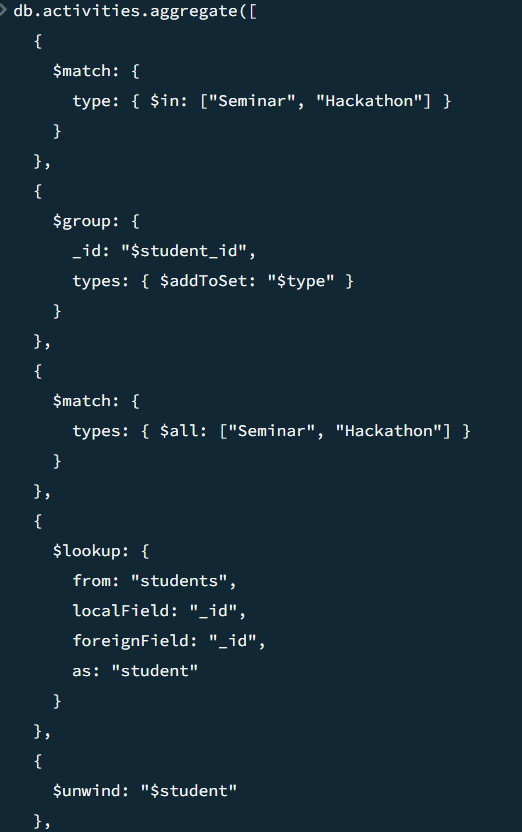 db.activities.aggregate([
  {
    $match: {
      type: { $in: ["Seminar", "Hackathon"] }
    }
  },
  {
    $group: {
      _id: "$student_id",
      types: { $addToSet: "$type" }
    }
  },
  {
    $match: {
      types: { $all: ["Seminar", "Hackathon"] }
    }
  },
  {
    $lookup: {
      from: "students",
      localField: "_id",
      foreignField: "_id",
      as: "student"
    }
  },
  {
    $unwind: "$student"
  },